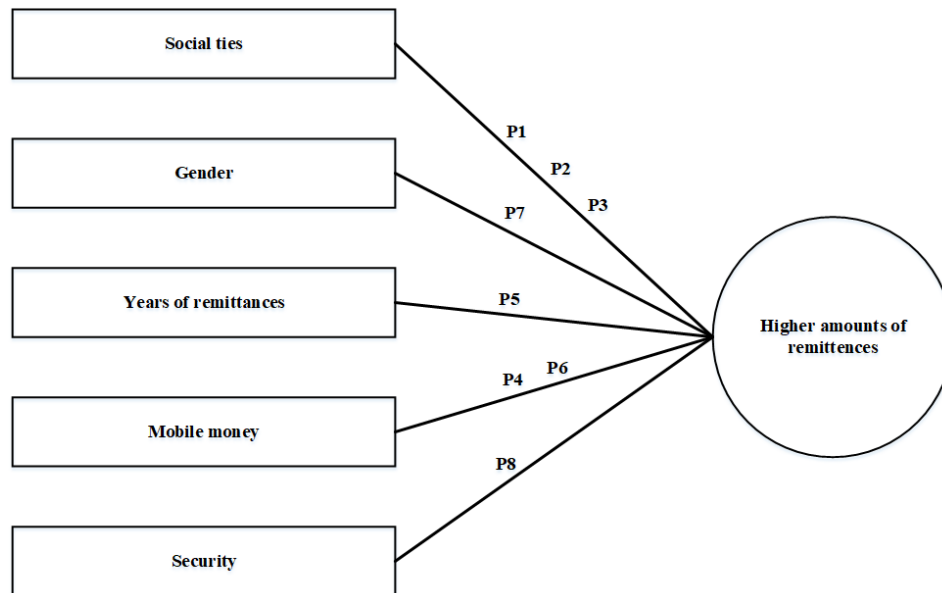 Social ties
P1
P2
P3
Gender
P7
Years of remittances
P5
Higher amounts of
remittences
Mobile money
P4
P6
P8
Security